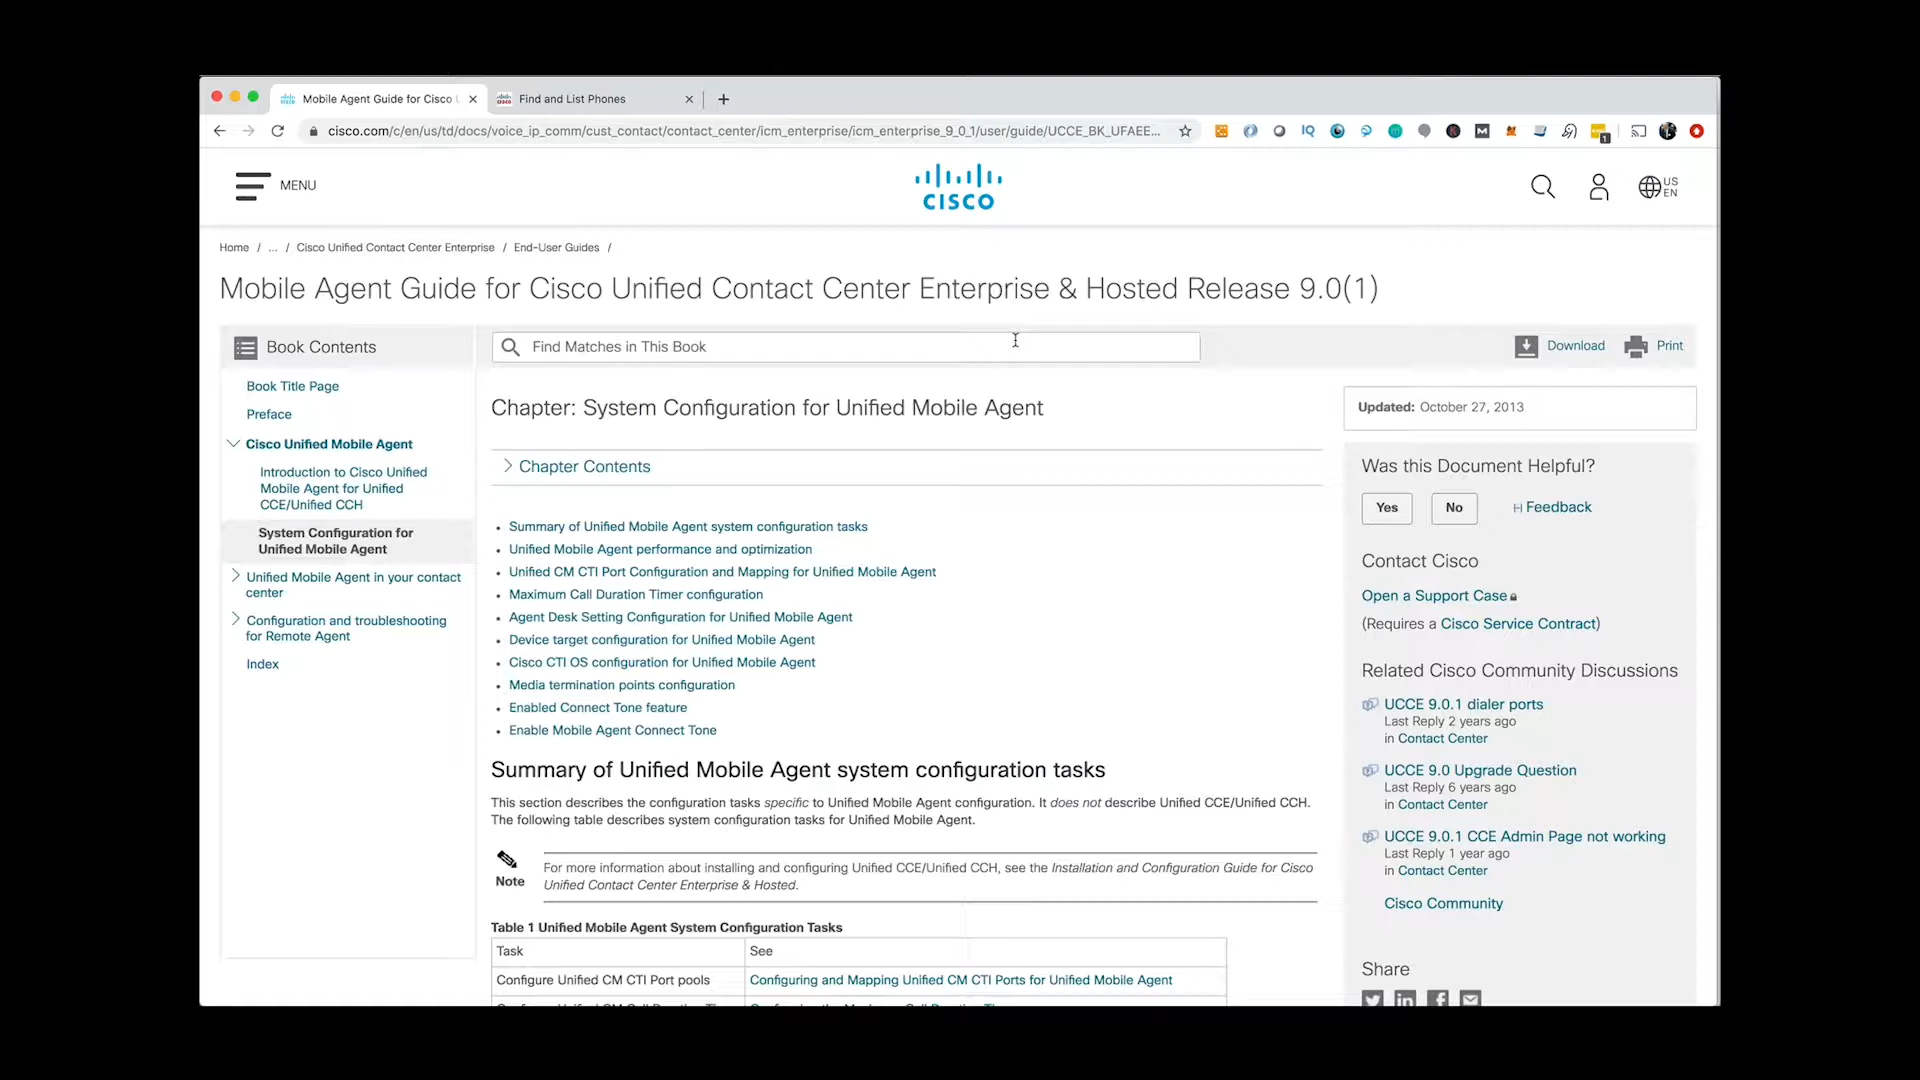 Mobile Agent Guide for Cisco U
Find and List Phones
cisco.com/c/en/us/td/docs/voice_ip_comm/cust_contact/contact_center/icm_enterprise/icm_enterprise_9_0_1/user/guide/UCCE_BK_UFAEE...
MENU
CISCO
US
EN
Home / ... / Cisco Unified Contact Center Enterprise / End-User Guides /
Mobile Agent Guide for Cisco Unified Contact Center Enterprise & Hosted Release 9.0(1)
Book Contents
Find Matches in This Book
Download
Print
Book Title Page
Preface
Cisco Unified Mobile Agent
Introduction to Cisco Unified
Mobile Agent for Unified
CCE/Unified CCH
System Configuration for
Unified Mobile Agent
Unified Mobile Agent in your contact
center
Configuration and troubleshooting
for Remote Agent
Index
Chapter: System Configuration for Unified Mobile Agent
Chapter Contents
Summary of Unified Mobile Agent system configuration tasks
Unified Mobile Agent performance and optimization
Unified CM CTI Port Configuration and Mapping for Unified Mobile Agent
Maximum Call Duration Timer configuration
Agent Desk Setting Configuration for Unified Mobile Agent
Device target configuration for Unified Mobile Agent
Cisco CTI OS configuration for Unified Mobile Agent
Media termination points configuration
Enabled Connect Tone feature
Enable Mobile Agent Connect Tone
Summary of Unified Mobile Agent system configuration tasks
This section describes the configuration tasks specific to Unified Mobile Agent configuration. It does not describe Unified CCE/Unified CCH.
The following table describes system configuration tasks for Unified Mobile Agent.
Note
For more information about installing and configuring Unified CCE/Unified CCH, see the Installation and Configuration Guide for Cisco
Unified Contact Center Enterprise & Hosted.
Table 1 Unified Mobile Agent System Configuration Tasks
Task See
Configure Unified CM CTI Port pools Configuring and Mapping Unified CM CTI Ports for Unified Mobile Agent
Updated: October 27, 2013
Was this Document Helpful?
Yes No Feedback
Contact Cisco
Open a Support Case
(Requires a Cisco Service Contract)
Related Cisco Community Discussions
UCCE 9.0.1 dialer ports
Last Reply 2 years ago
in Contact Center
UCCE 9.0 Upgrade Question
Last Reply 6 years ago
in Contact Center
UCCE 9.0.1 CCE Admin Page not working
Last Reply 1 year ago
in Contact Center
Cisco Community
Share